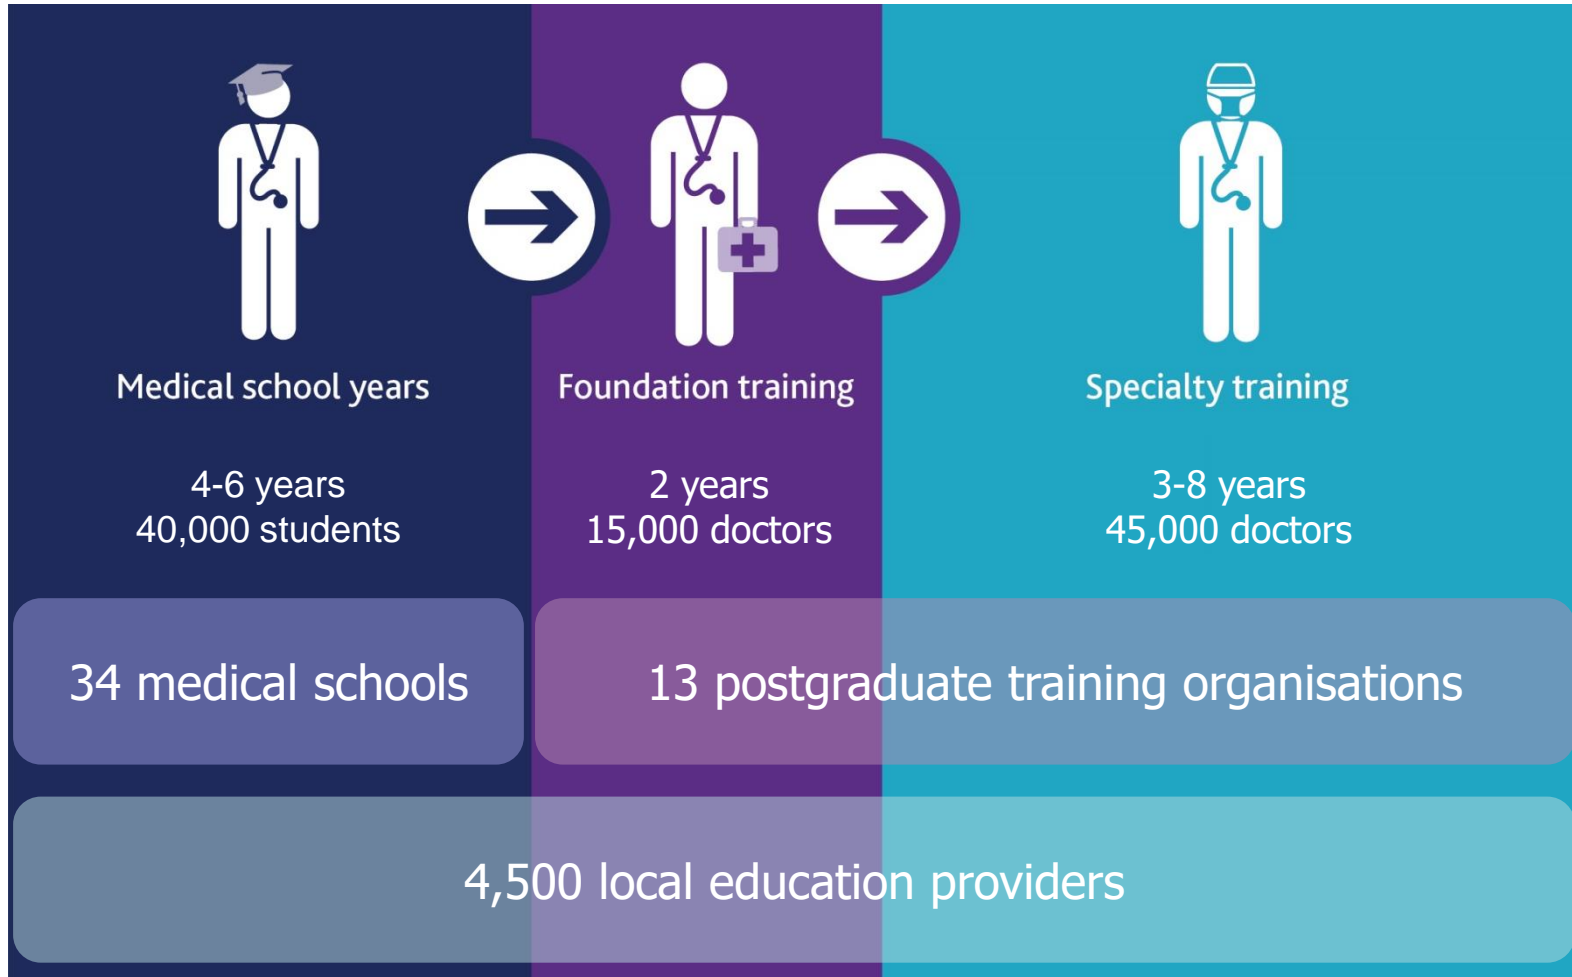 Medical school years
4-6 years
40,000 students
Foundation training
2 years
15,000 doctors
Specialty training
3-8 years
45,000 doctors
34 medical schools
13 postgraduate training organisations
4,500 local education providers